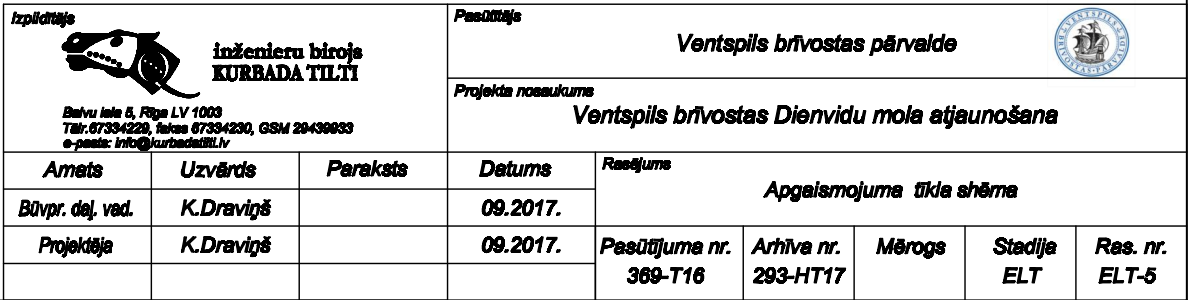 Izpildītājs
inženieru birojs
KURBADA TILTI
Balvu iela 5, Rīga LV 1003
Tālr.67334229, fakss 67334230, GSM 29439933
e-pasts: info@kurbadatilti.lv
Pasūtītājs
Ventspils brīvostas pārvalde
VENTSPILS
BRĪVOSTAS PĀRVALDE
Projekta nosaukums
Ventspils brīvostas Dienvidu mola atjaunošana
Amats Uzvārds Paraksts Datums
Būvpr. daļ. vad. K.Draviņš 09.2017.
Projektēja K.Draviņš 09.2017.
Rasējums
Apgaismojuma tīkla shēma
Pasūtījuma nr. Arhīva nr. Mērogs Stadija Ras. nr.
369-T16 293-HT17 ELT ELT-5